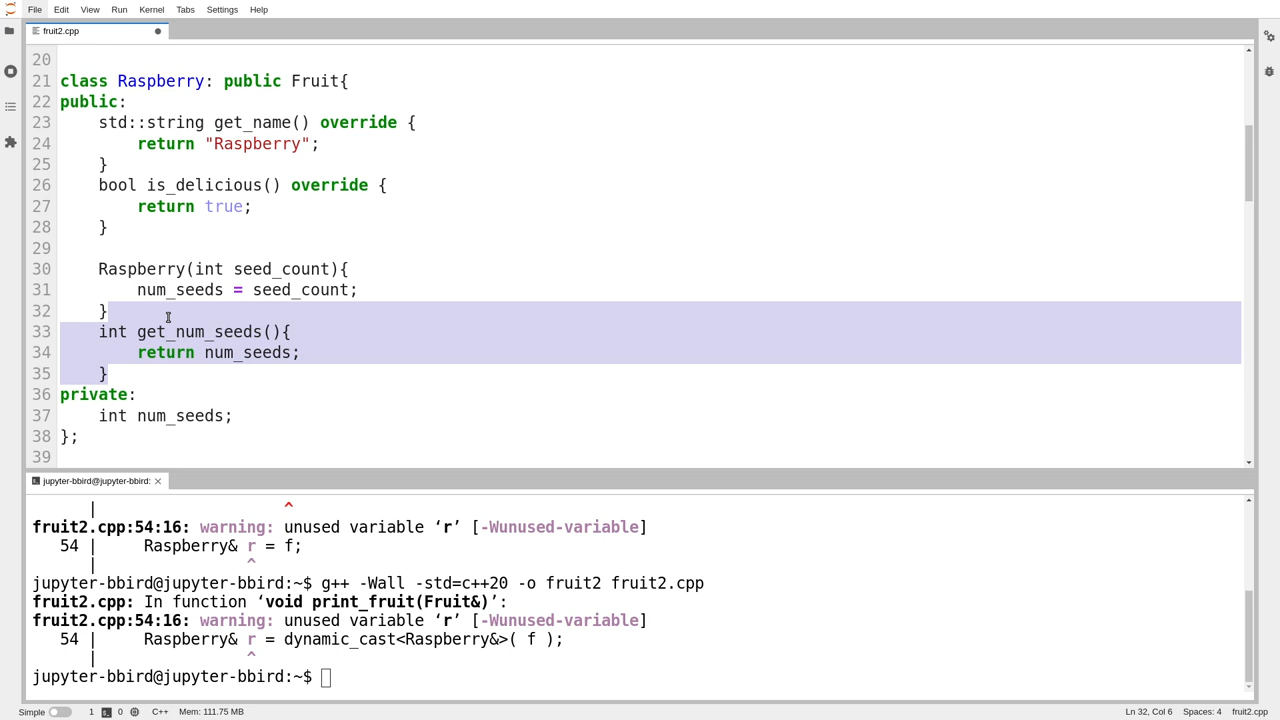 File Edit View Run Kernel Tabs Settings Help
fruit2.cpp
20
21 class Raspberry: public Fruit{
22 public:
23     std::string get_name() override {
24         return "Raspberry";
25     }
26     bool is_delicious() override {
27         return true;
28     }
29
30     Raspberry(int seed_count){
31         num_seeds = seed_count;
32     }
33     int get_num_seeds(){
34         return num_seeds;
35     }
36 private:
37     int num_seeds;
38 };
39
jupyter-bbird@jupyter-bbird:
      |                    ^
fruit2.cpp:54:16: warning: unused variable ‘r’ [-Wunused-variable]
   54 |     Raspberry& r = f;
      |                ^
jupyter-bbird@jupyter-bbird:~$ g++ -Wall -std=c++20 -o fruit2 fruit2.cpp
fruit2.cpp: In function ‘void print_fruit(Fruit&)’:
fruit2.cpp:54:16: warning: unused variable ‘r’ [-Wunused-variable]
   54 |     Raspberry& r = dynamic_cast<Raspberry&>( f );
      |                ^
jupyter-bbird@jupyter-bbird:~$
Simple 1 0 C++ Mem: 111.75 MB Ln 32, Col 6 Spaces: 4 fruit2.cpp